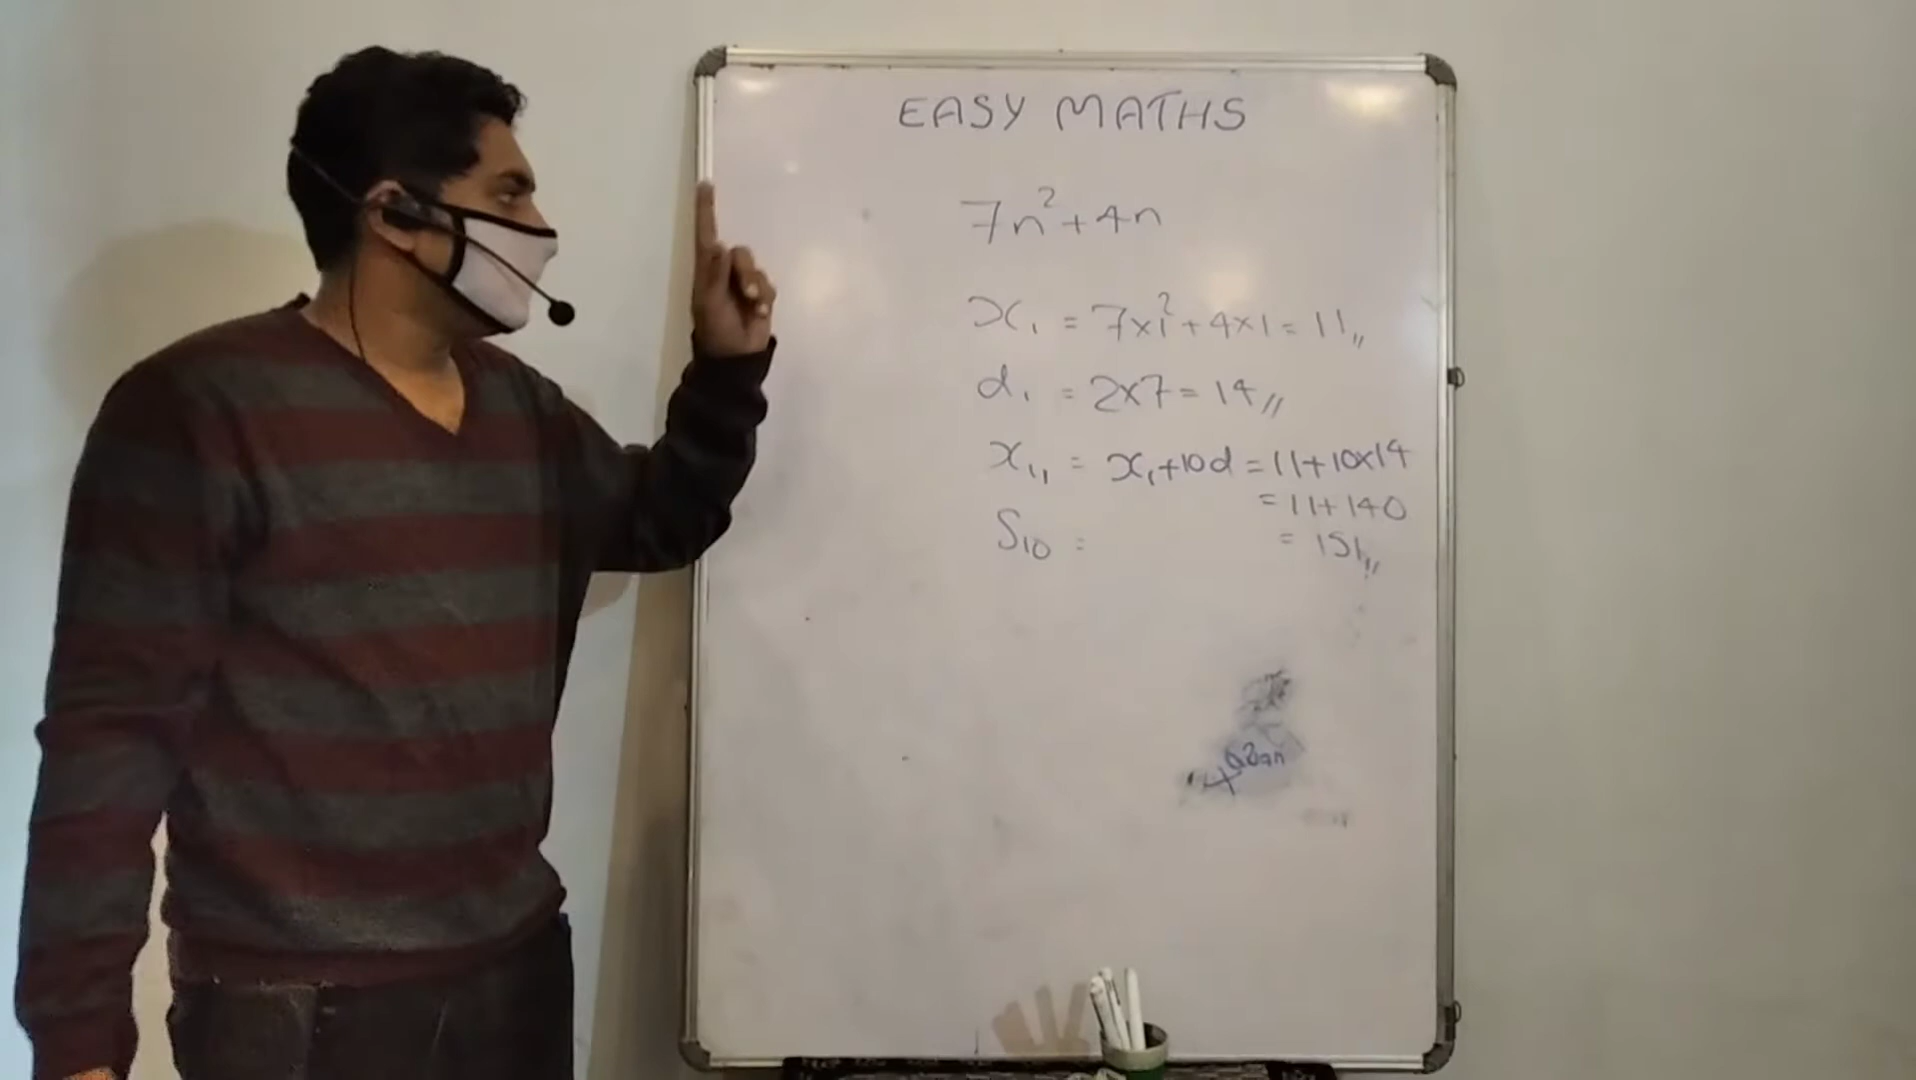 EASY MATHS
7n²+4n
x₁ = 7×1²+4×1=11,,
d, = 2×7=14,,
x₁₁ = x₁+10d =11+10×14
=11+140
S₁₀ = = 151,,